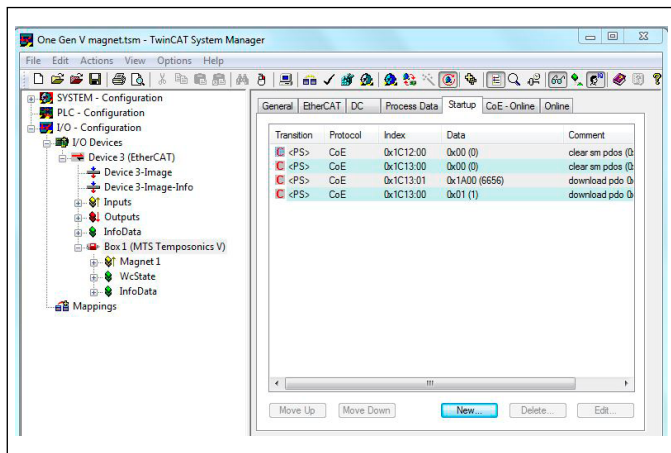 One Gen V magnet.tsm - TwinCAT System Manager
File Edit Actions View Options Help
SYSTEM - Configuration
PLC - Configuration
I/O - Configuration
I/O Devices
Device 3 (EtherCAT)
Device 3-Image
Device 3-Image-Info
Inputs
Outputs
InfoData
Box 1 (MTS Temposonics V)
Magnet 1
WcState
InfoData
Mappings
General EtherCAT DC Process Data Startup CoE - Online Online
Transition Protocol Index Data Comment
C <PS> CoE 0x1C12:00 0x00 (0) clear sm pdos (0:
C <PS> CoE 0x1C13:00 0x00 (0) clear sm pdos (0:
C <PS> CoE 0x1C13:01 0x1A00 (6656) download pdo 0
C <PS> CoE 0x1C13:00 0x01 (1) download pdo 0
Move Up Move Down New... Delete... Edit...